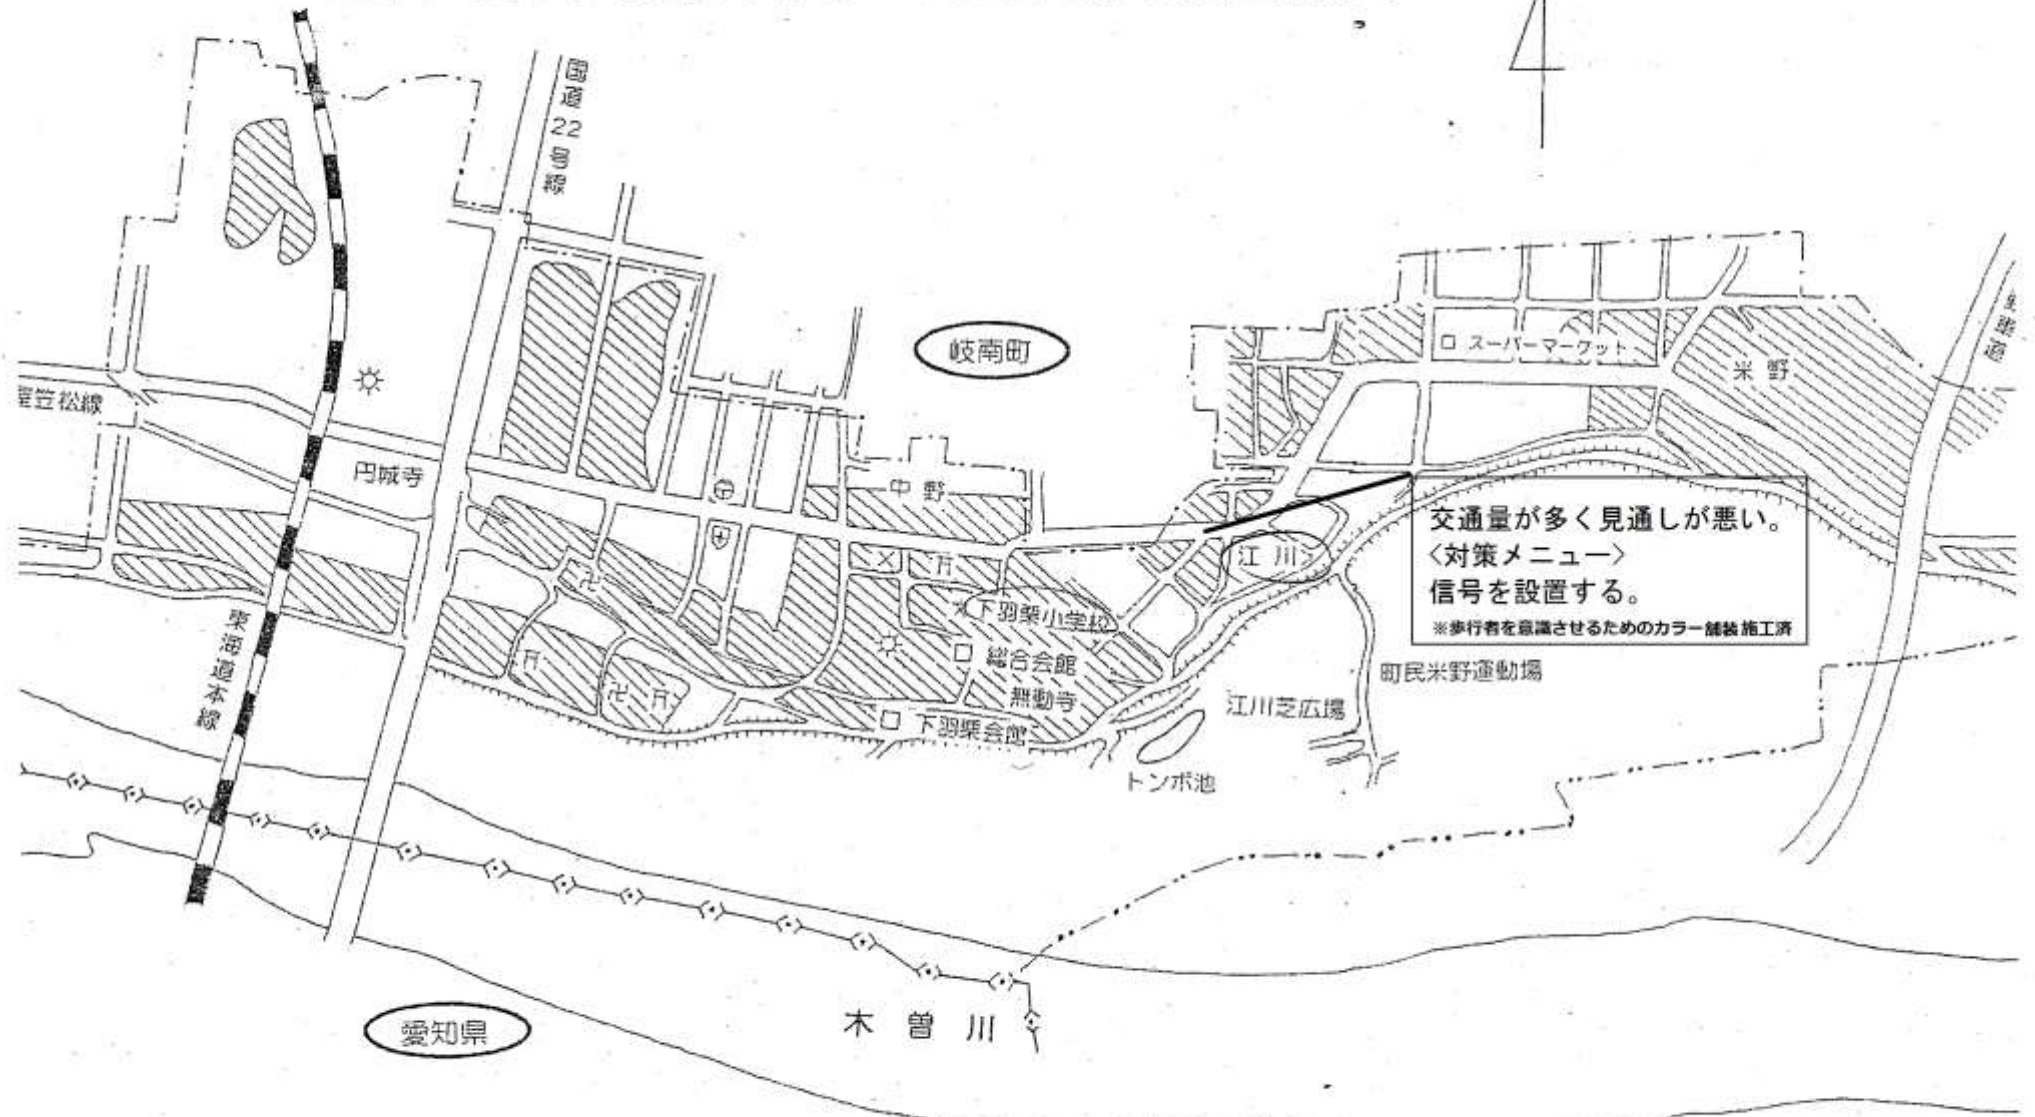 国道22号線
岐南町
スーパーマーケット
米野
笠松線
円城寺
中野
江川
交通量が多く見通しが悪い。
〈対策メニュー〉
信号を設置する。
※歩行者を意識させるためのカラー舗装施工済
下羽栗小学校
総合会館
無動寺
下羽栗会館
東海道本線
町民米野運動場
江川芝広場
トンボ池
愛知県
木曽川